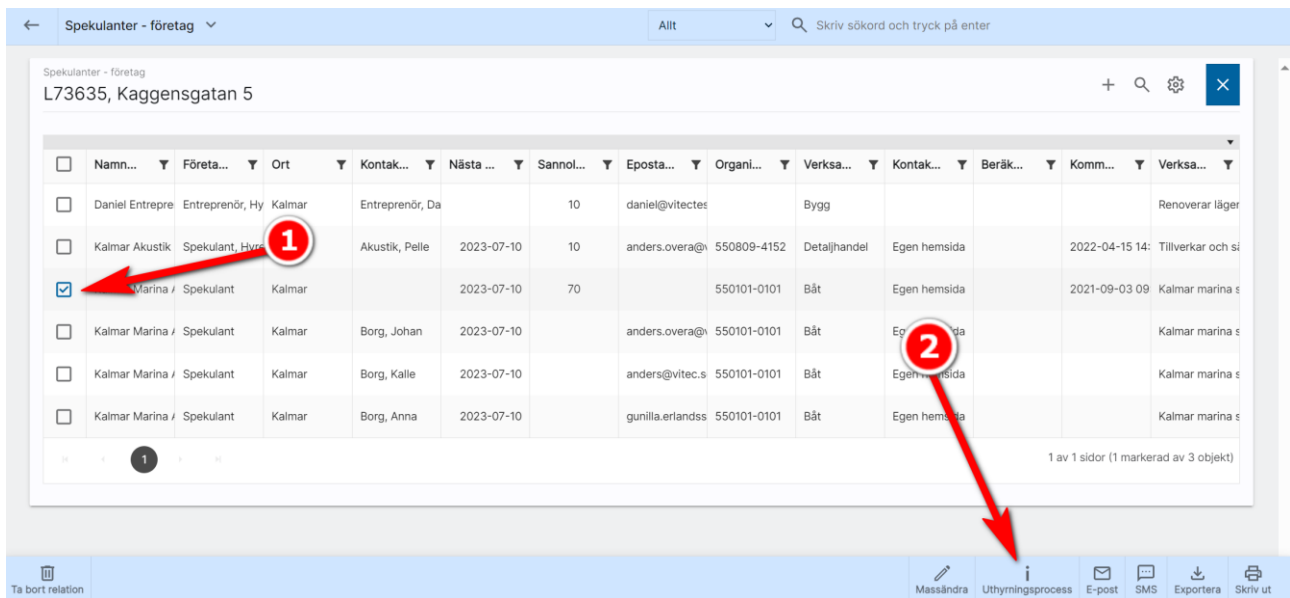 Spekulanter - företag
Allt
Skriv sökord och tryck på enter
Spekulanter - företag
L73635, Kaggensgatan 5
Namn... Företa... Ort Kontak... Nästa ... Sannol... Eposta... Organi... Verksa... Kontak... Beräk... Komm... Verksa...
Daniel Entrepre Entreprenör, Hy Kalmar Entreprenör, Da 10 daniel@vitectes Bygg Renoverar läger
Kalmar Akustik Spekulant, Hyre Akustik, Pelle 2023-07-10 10 anders.overa@v 550809-4152 Detaljhandel Egen hemsida 2022-04-15 14: Tillverkar och sä
Marina A Spekulant Kalmar 2023-07-10 70 550101-0101 Båt Egen hemsida 2021-09-03 09 Kalmar marina s
Kalmar Marina A Spekulant Kalmar Borg, Johan 2023-07-10 anders.overa@v 550101-0101 Båt Egen hemsida Kalmar marina s
Kalmar Marina A Spekulant Kalmar Borg, Kalle 2023-07-10 anders@vitec.s 550101-0101 Båt Egen hemsida Kalmar marina s
Kalmar Marina A Spekulant Kalmar Borg, Anna 2023-07-10 gunilla.erlandss 550101-0101 Båt Egen hemsida Kalmar marina s
1
2
1
1 av 1 sidor (1 markerad av 3 objekt)
Ta bort relation
Massändra Uthyrningsprocess E-post SMS Exportera Skriv ut